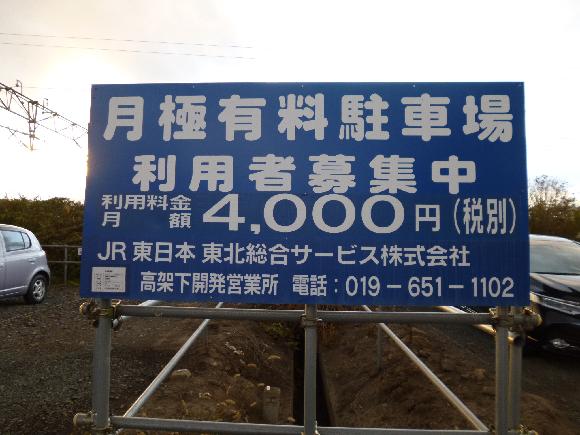 月極有料駐車場
利用者募集中
利用料金
月額 4,000円(税別)
JR東日本 東北総合サービス株式会社
高架下開発営業所 電話:019-651-1102